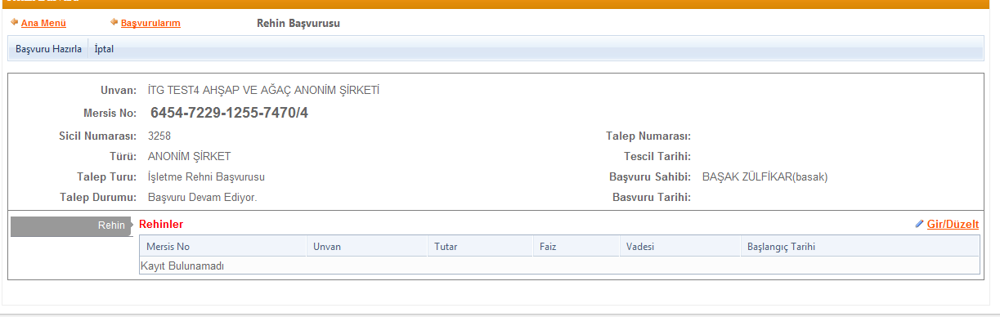 Ana Menü Başvurularım Rehin Başvurusu
Başvuru Hazırla İptal
Unvan: İTG TEST4 AHŞAP VE AĞAÇ ANONİM ŞİRKETİ
Mersis No: 6454-7229-1255-7470/4
Sicil Numarası: 3258 Talep Numarası:
Türü: ANONİM ŞİRKET Tescil Tarihi:
Talep Turu: İşletme Rehni Başvurusu Başvuru Sahibi: BAŞAK ZÜLFİKAR(basak)
Talep Durumu: Başvuru Devam Ediyor. Basvuru Tarihi:
Rehin Rehinler Gir/Düzelt
Mersis No Unvan Tutar Faiz Vadesi Başlangıç Tarihi
Kayıt Bulunamadı